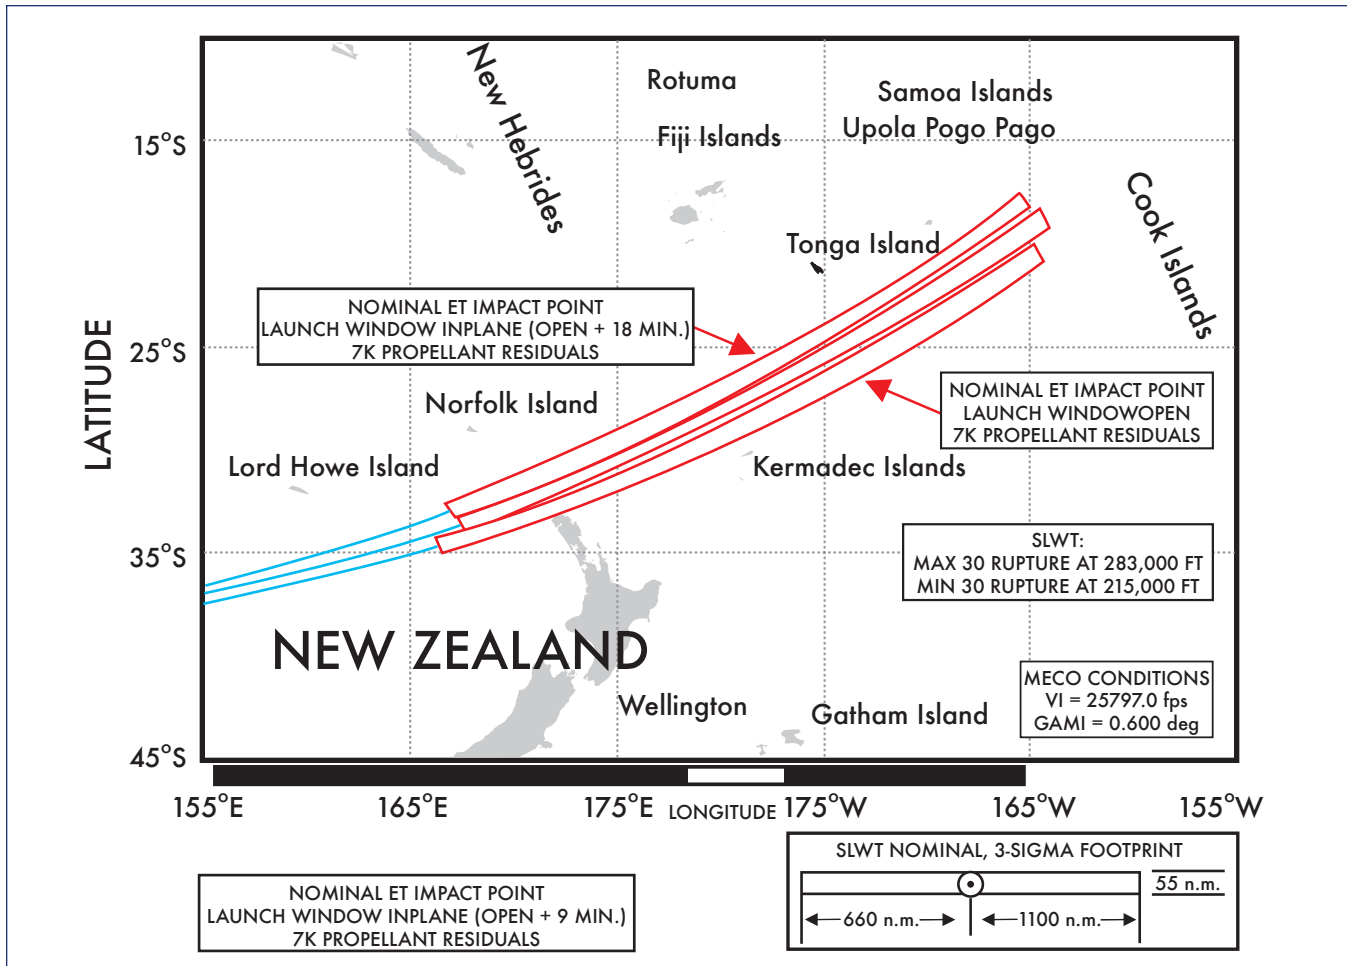 New Hebrides
Rotuma
Samoa Islands
Upola Pogo Pago
Fiji Islands
15°S
Cook Islands
Tonga Island
NOMINAL ET IMPACT POINT
LAUNCH WINDOW INPLANE (OPEN + 18 MIN.)
7K PROPELLANT RESIDUALS
25°S
LATITUDE
NOMINAL ET IMPACT POINT
LAUNCH WINDOWOPEN
7K PROPELLANT RESIDUALS
Norfolk Island
Lord Howe Island
Kermadec Islands
35°S
SLWT:
MAX 30 RUPTURE AT 283,000 FT
MIN 30 RUPTURE AT 215,000 FT
NEW ZEALAND
MECO CONDITIONS
VI = 25797.0 fps
GAMI = 0.600 deg
Wellington
Gatham Island
45°S
155°E 165°E 175°E LONGITUDE 175°W 165°W 155°W
SLWT NOMINAL, 3-SIGMA FOOTPRINT
55 n.m.
660 n.m. 1100 n.m.
NOMINAL ET IMPACT POINT
LAUNCH WINDOW INPLANE (OPEN + 9 MIN.)
7K PROPELLANT RESIDUALS